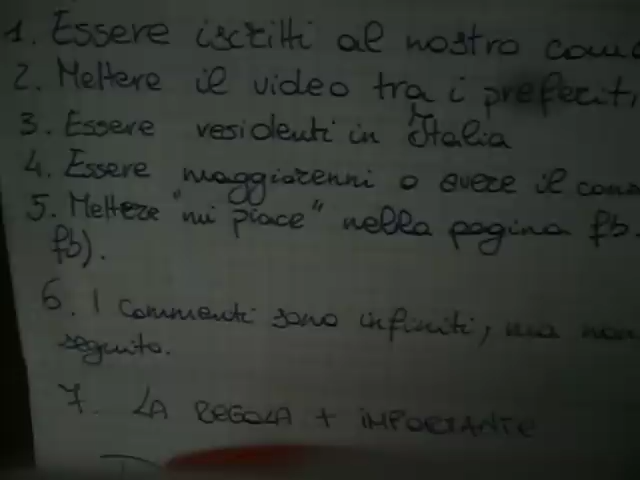 1. Essere iscritti al nostro
2. Mettere il video tra i preferiti
3. Essere residenti in Italia
4. Essere maggiorenni o avere il
5. Mettere "mi piace" nella pagina fb.
fb).
6. I commenti sono infiniti, ma non
seguito.
7. LA REGOLA + IMPORTANTE